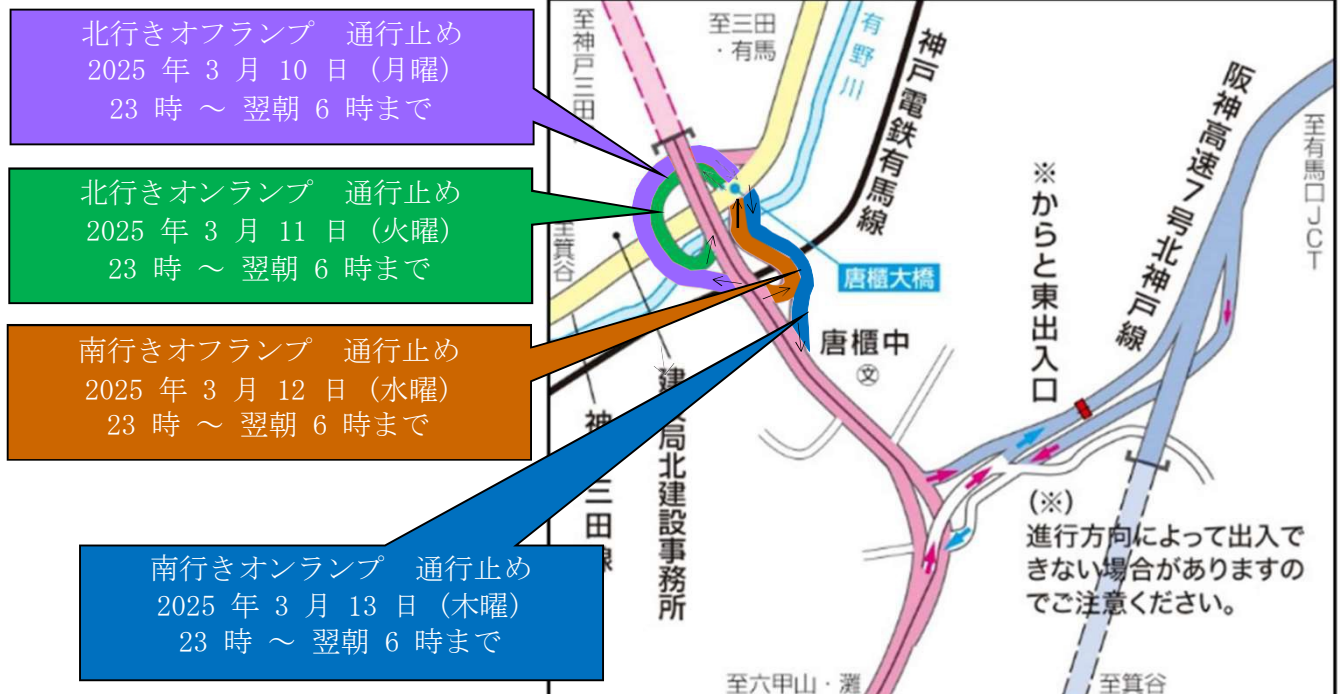 北行きオフランプ　通行止め
2025 年 3 月 10 日（月曜）
23 時 ～ 翌朝 6 時まで
北行きオンランプ　通行止め
2025 年 3 月 11 日（火曜）
23 時 ～ 翌朝 6 時まで
南行きオフランプ　通行止め
2025 年 3 月 12 日（水曜）
23 時 ～ 翌朝 6 時まで
南行きオンランプ　通行止め
2025 年 3 月 13 日（木曜）
23 時 ～ 翌朝 6 時まで
至神戸三田
至三田
・有馬
有野川
神戸電鉄有馬線
阪神高速7号北神戸線
至有馬口JCT
※からと東出入口
至箕谷
唐櫃大橋
唐櫃中
文
建
局北建設事務所
神
三田線
(※)
進行方向によって出入で
きない場合がありますの
でご注意ください。
至六甲山・灘
至箕谷